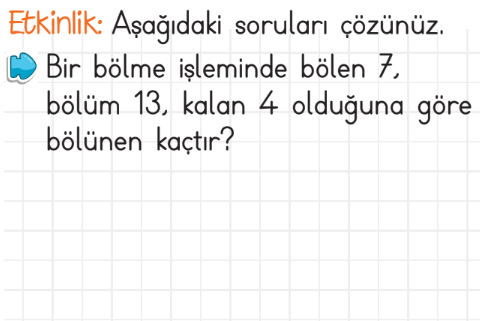 Etkinlik: Aşağıdaki soruları çözünüz.
Bir bölme işleminde bölen 7,
bölüm 13, kalan 4 olduğuna göre
bölünen kaçtır?